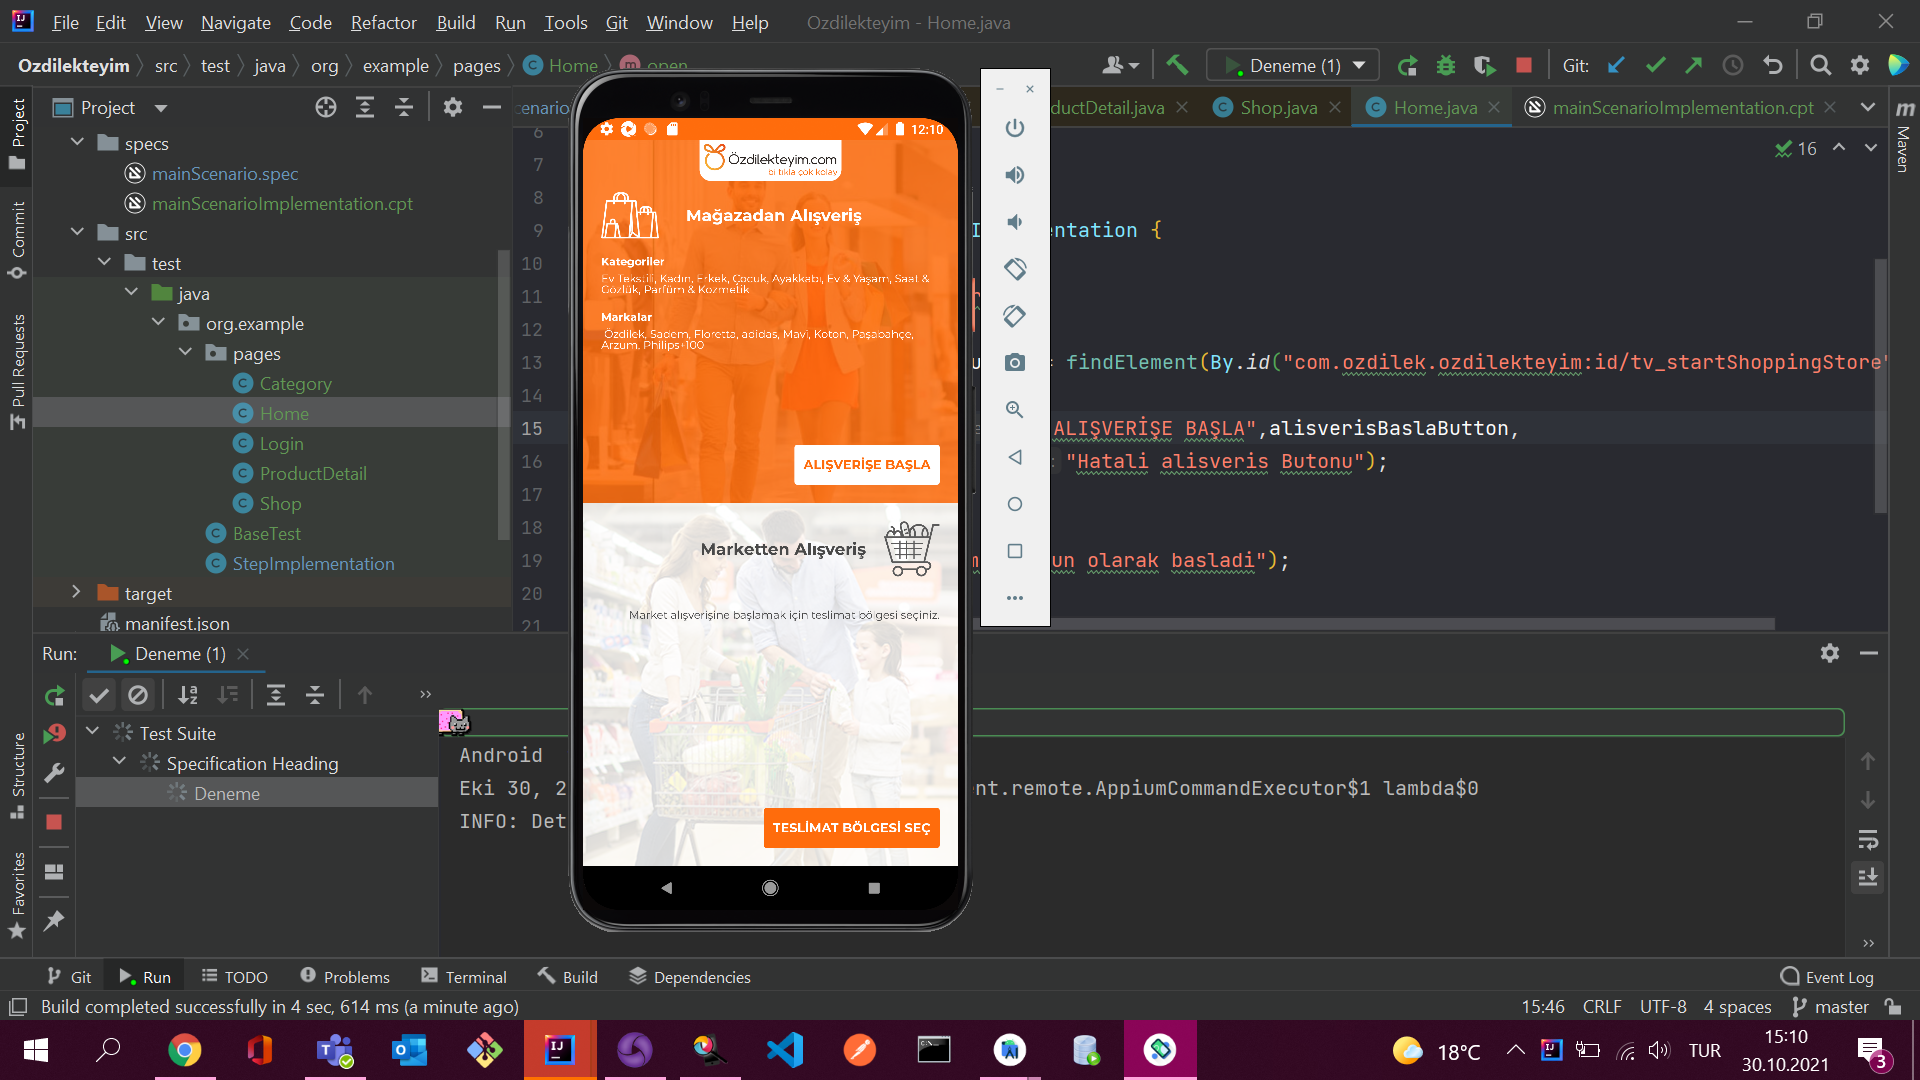 File Edit View Navigate Code Refactor Build Run Tools Git Window Help Ozdilekteyim - Home.java
Ozdilekteyim src test java org example pages Home open
Deneme (1) Git:
Project
ductDetail.java Shop.java Home.java mainScenarioImplementation.cpt
specs
mainScenario.spec
mainScenarioImplementation.cpt
src
test
java
org.example
pages
Category
Home
Login
ProductDetail
Shop
BaseTest
StepImplementation
target
manifest.json
Project
Commit
Pull Requests
Structure
Favorites
Maven
6
7
8
9
10
11
12
13
14
15
16
17
18
19
20
21
16
entation {
= findElement(By.id("com.ozdilek.ozdilekteyim:id/tv_startShoppingStore"
ALIŞVERİŞE BAŞLA",alisverisBaslaButton,
"Hatali alisveris Butonu");
un olarak basladi");
12:10
Özdilekteyim.com
bi tıkla çok kolay
Mağazadan Alışveriş
Kategoriler
Ev Tekstili, Kadın, Erkek, Çocuk, Ayakkabı, Ev & Yaşam, Saat &
Gözlük, Parfüm & Kozmetik
Markalar
Özdilek, Sadem, Floretta, adidas, Mavi, Koton, Paşabahçe,
Arzum, Philips+100
ALIŞVERİŞE BAŞLA
Marketten Alışveriş
Market alışverişine başlamak için teslimat bölgesi seçiniz.
TESLİMAT BÖLGESİ SEÇ
Run: Deneme (1)
Test Suite
Specification Heading
Deneme
Android
Eki 30, 2 nt.remote.AppiumCommandExecutor$1 lambda$0
INFO: Det
Git Run TODO Problems Terminal Build Dependencies Event Log
Build completed successfully in 4 sec, 614 ms (a minute ago) 15:46 CRLF UTF-8 4 spaces master
18°C TUR 15:10
30.10.2021 3